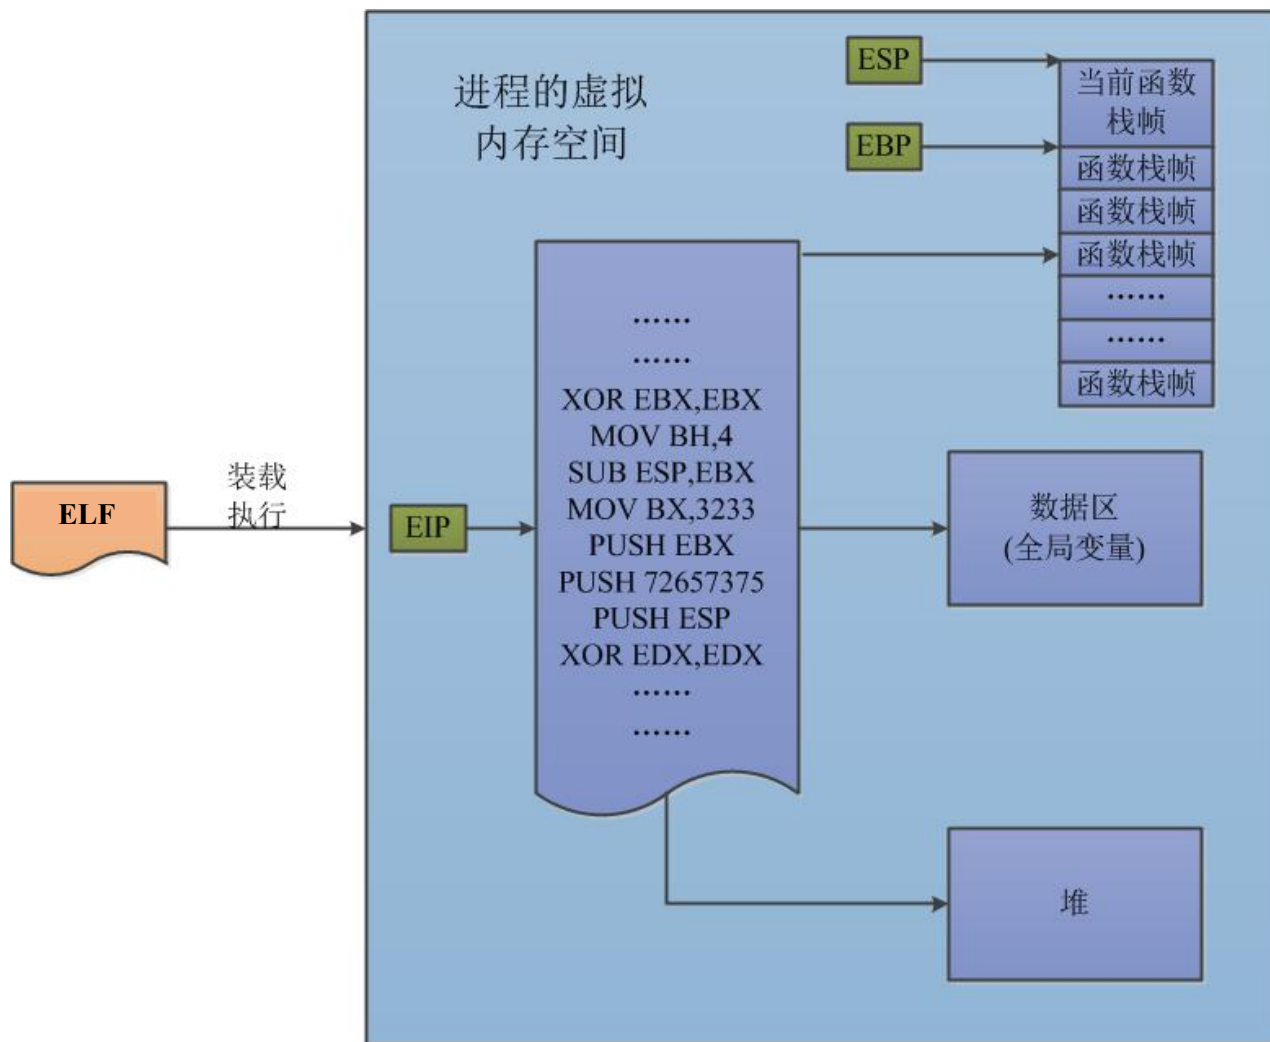 进程的虚拟
内存空间
ESP
当前函数
栈帧
EBP
函数栈帧
函数栈帧
函数栈帧
……
……
函数栈帧
ELF
装载
执行
EIP
……
……
XOR EBX,EBX
MOV BH,4
SUB ESP,EBX
MOV BX,3233
PUSH EBX
PUSH 72657375
PUSH ESP
XOR EDX,EDX
……
……
数据区
(全局变量)
堆